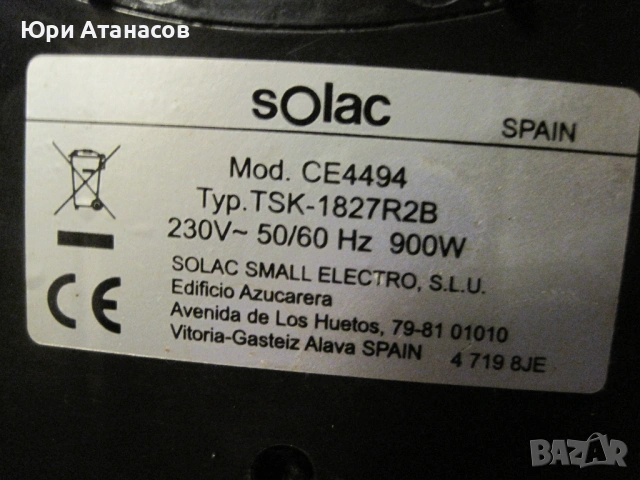 Юри Атанасов
solac
SPAIN
Mod. CE4494
Typ.TSK-1827R2B
230V~ 50/60 Hz 900W
SOLAC SMALL ELECTRO, S.L.U.
Edificio Azucarera
Avenida de Los Huetos, 79-81 01010
Vitoria-Gasteiz Alava SPAIN 4 719 8JE
CE
BAZAR